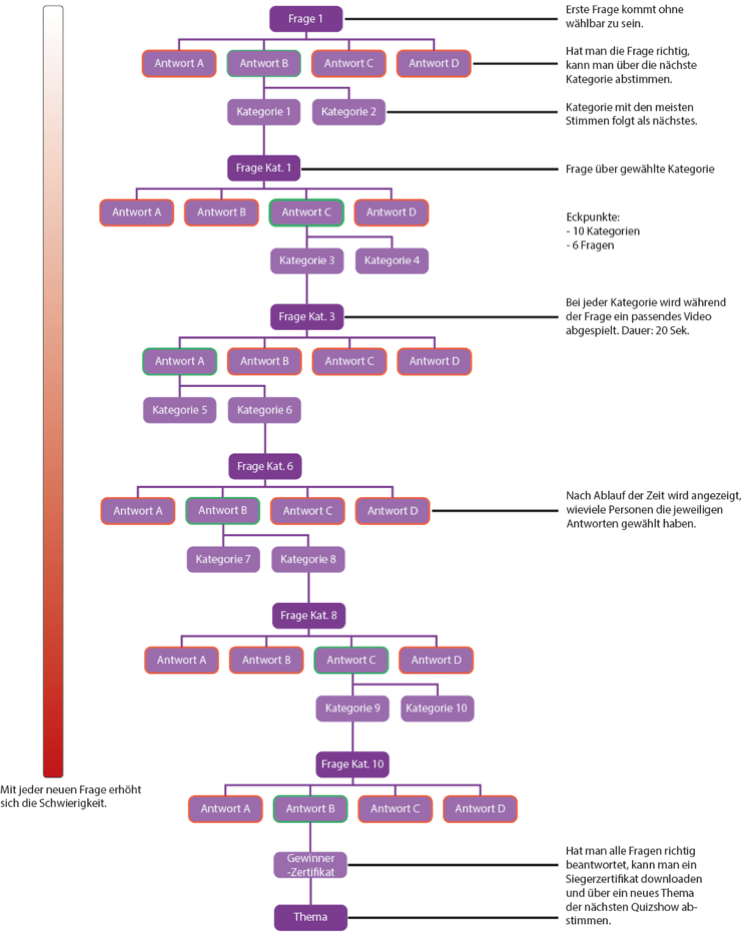 Frage 1
Erste Frage kommt ohne
wählbar zu sein.
Antwort A
Antwort B
Antwort C
Antwort D
Hat man die Frage richtig,
kann man über die nächste
Kategorie abstimmen.
Kategorie 1
Kategorie 2
Kategorie mit den meisten
Stimmen folgt als nächstes.
Frage Kat. 1
Frage über gewählte Kategorie
Antwort A
Antwort B
Antwort C
Antwort D
Eckpunkte:
- 10 Kategorien
- 6 Fragen
Kategorie 3
Kategorie 4
Frage Kat. 3
Bei jeder Kategorie wird während
der Frage ein passendes Video
abgespielt. Dauer: 20 Sek.
Antwort A
Antwort B
Antwort C
Antwort D
Kategorie 5
Kategorie 6
Frage Kat. 6
Antwort A
Antwort B
Antwort C
Antwort D
Nach Ablauf der Zeit wird angezeigt,
wieviele Personen die jeweiligen
Antworten gewählt haben.
Kategorie 7
Kategorie 8
Frage Kat. 8
Antwort A
Antwort B
Antwort C
Antwort D
Kategorie 9
Kategorie 10
Frage Kat. 10
Mit jeder neuen Frage erhöht
sich die Schwierigkeit.
Antwort A
Antwort B
Antwort C
Antwort D
Gewinner
-Zertifikat
Hat man alle Fragen richtig
beantwortet, kann man ein
Siegerzertifikat downloaden
und über ein neues Thema
der nächsten Quizshow ab-
stimmen.
Thema